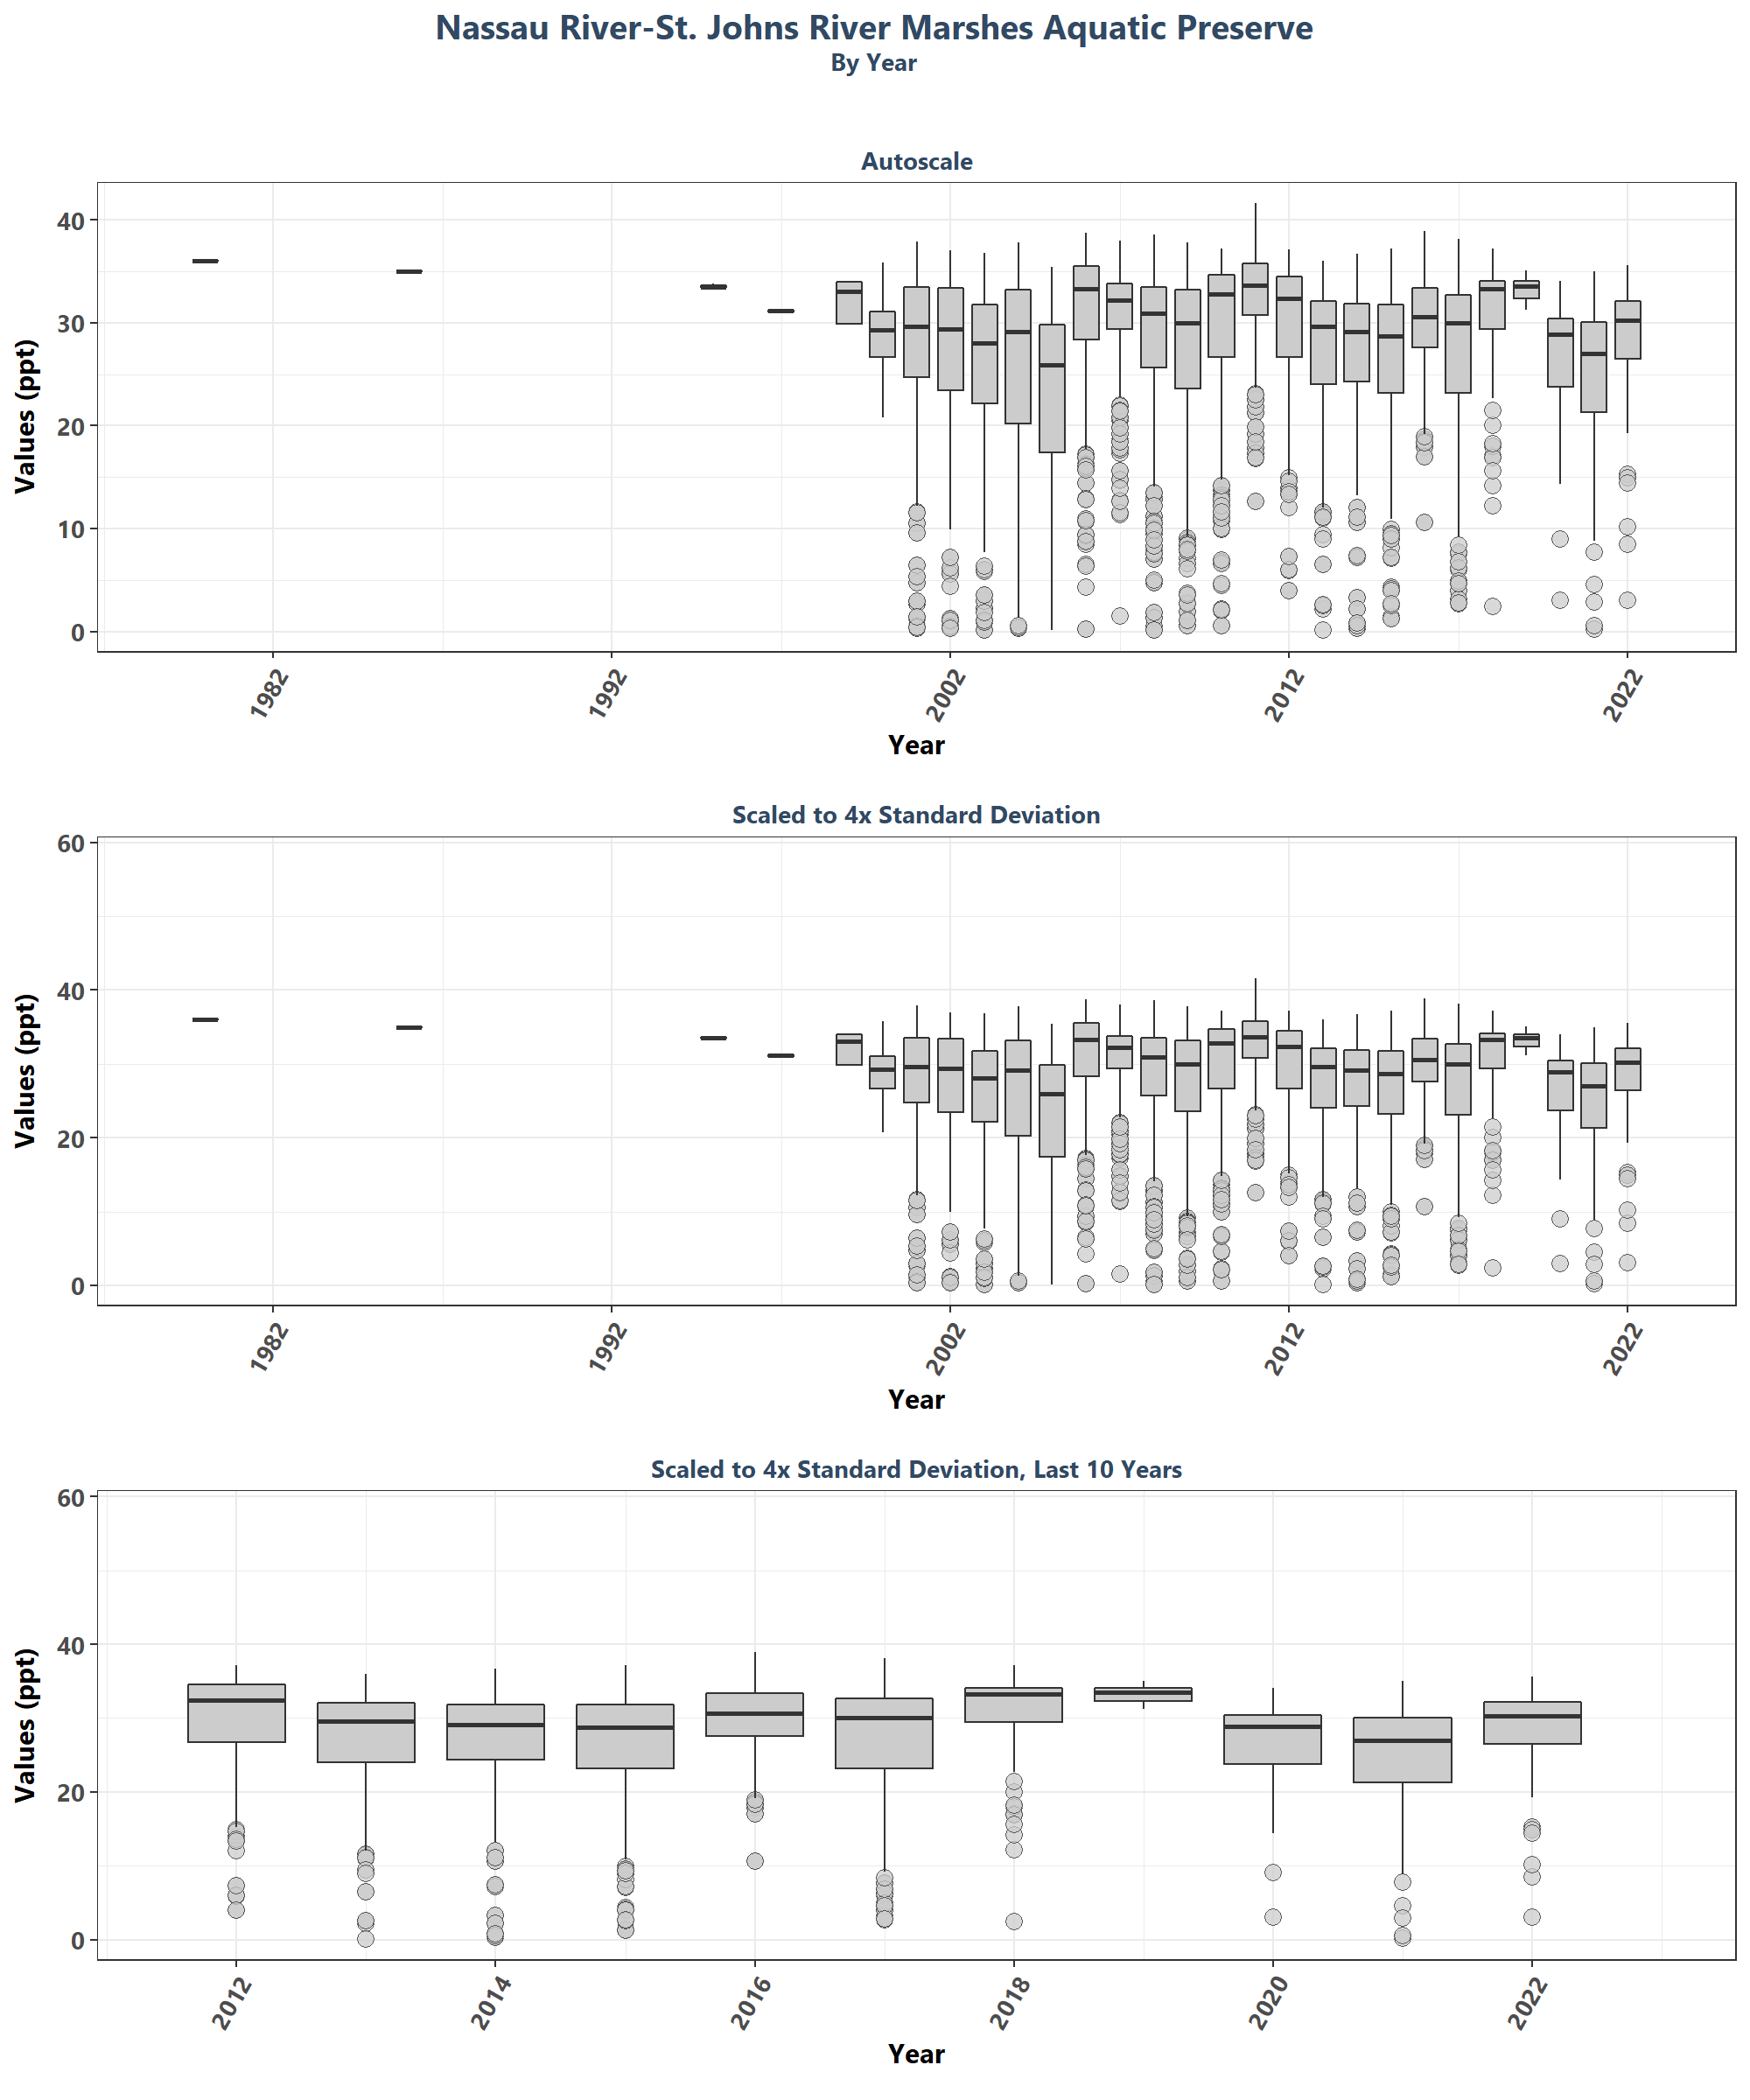 Nassau River-St. Johns River Marshes Aquatic Preserve
By Year
Autoscale
Values (ppt)
40
30
20
10
0
1982
1992
2002
2012
2022
Year
Scaled to 4x Standard Deviation
Values (ppt)
60
40
20
0
1982
1992
2002
2012
2022
Year
Scaled to 4x Standard Deviation, Last 10 Years
Values (ppt)
60
40
20
0
2012
2014
2016
2018
2020
2022
Year